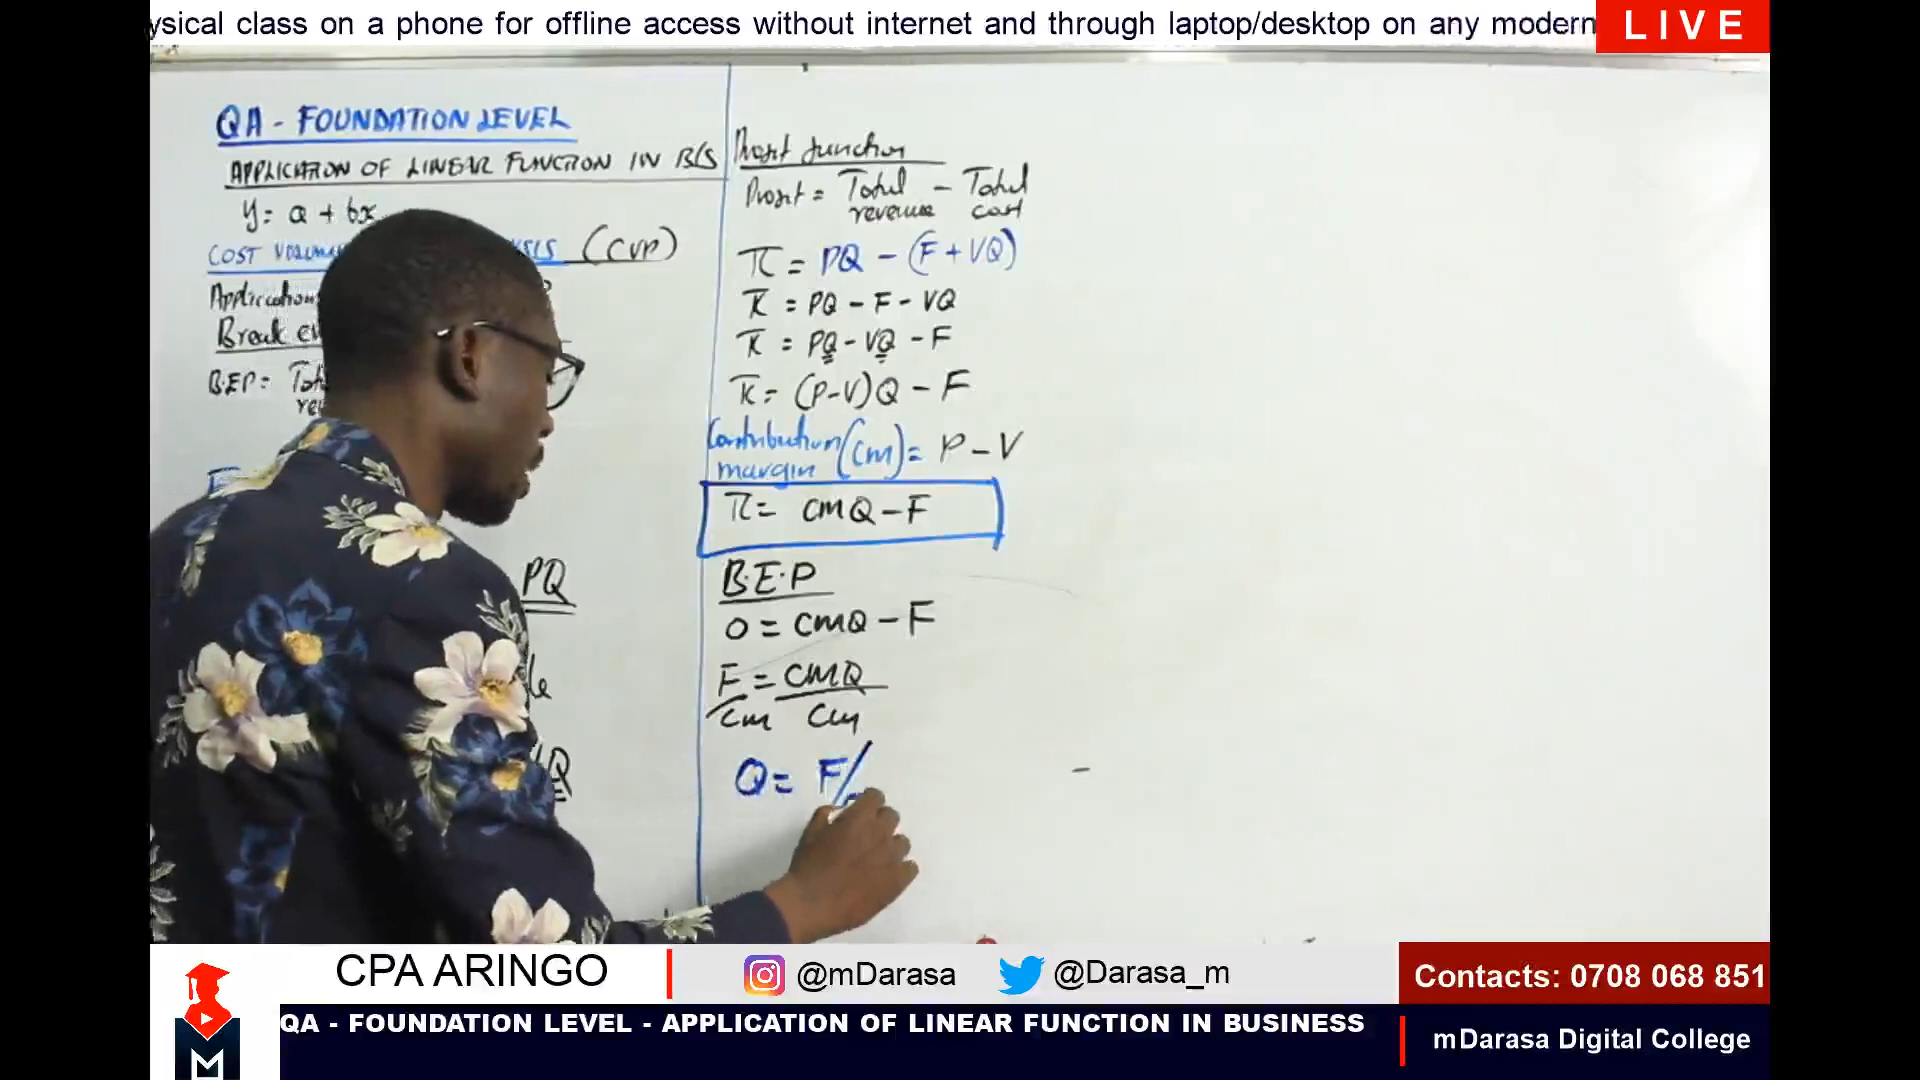 ysical class on a phone for offline access without internet and through laptop/desktop on any modern
LIVE
QA - FOUNDATION LEVEL
APPLICATION OF LINEAR FUNCTION IN B/S
y = a + bx
COST (CVP)
Break
B.E.P =
PQ
Profit function
Profit = Total revenue - Total cost
π = PQ - (F + VQ)
π = PQ - F - VQ
π = PQ - VQ - F
π = (P-V)Q - F
Contribution margin (CM) = P - V
π = CMQ - F
B.E.P
0 = CMQ - F
F = CMQ
CM CM
Q = F/
CPA ARINGO
@mDarasa
@Darasa_m
Contacts: 0708 068 851
QA - FOUNDATION LEVEL - APPLICATION OF LINEAR FUNCTION IN BUSINESS
mDarasa Digital College
M